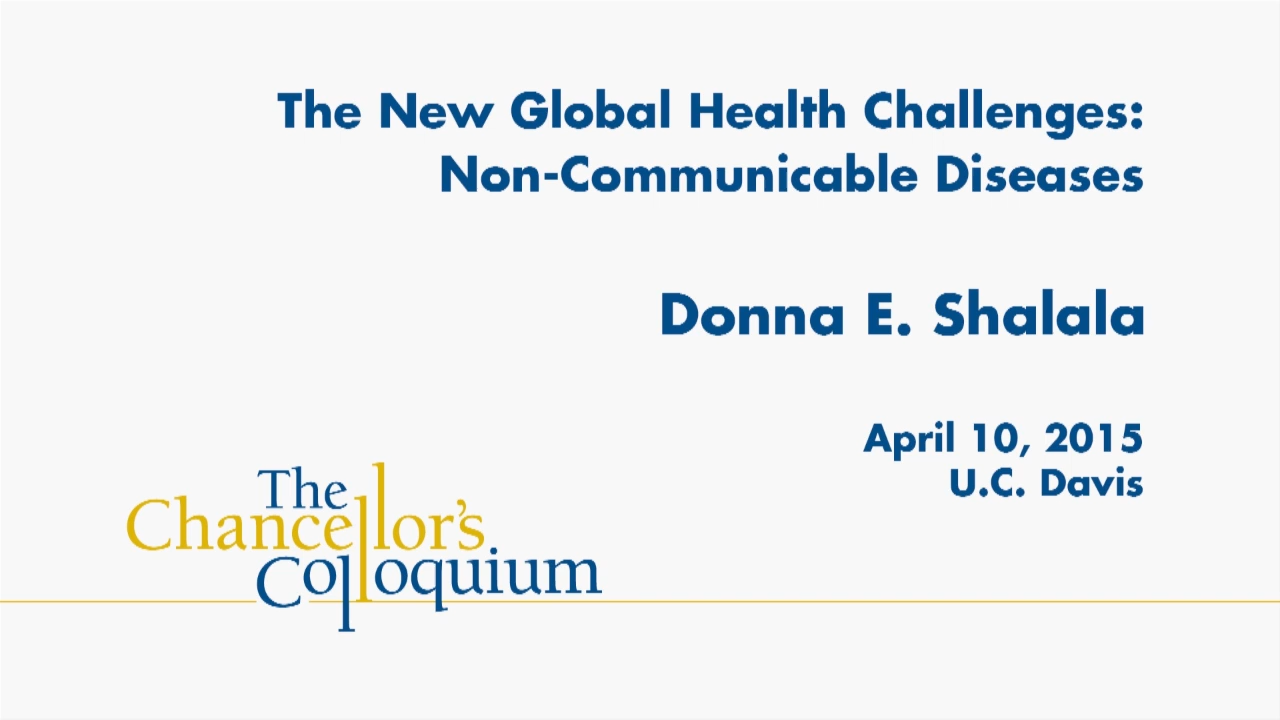 The New Global Health Challenges:
Non-Communicable Diseases
Donna E. Shalala
April 10, 2015
U.C. Davis
The
Chancellor's
Colloquium